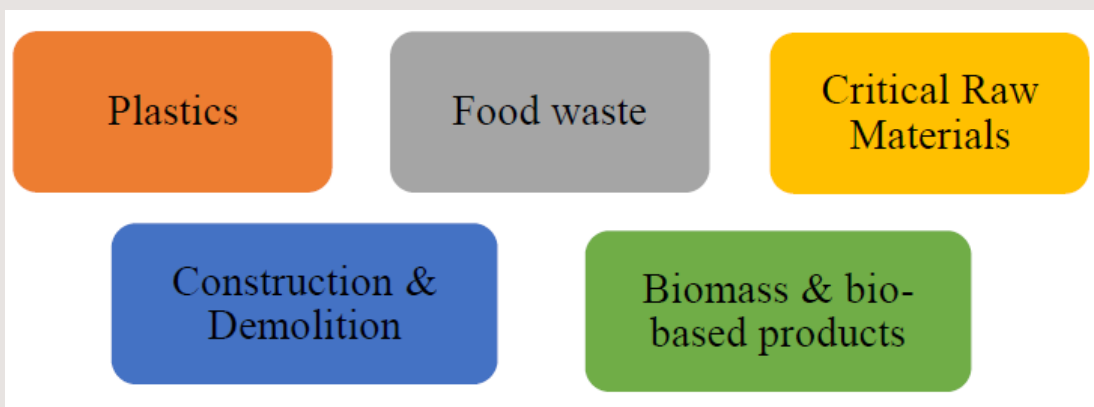 Plastics
Food waste
Critical Raw
Materials
Construction &
Demolition
Biomass & bio-
based products